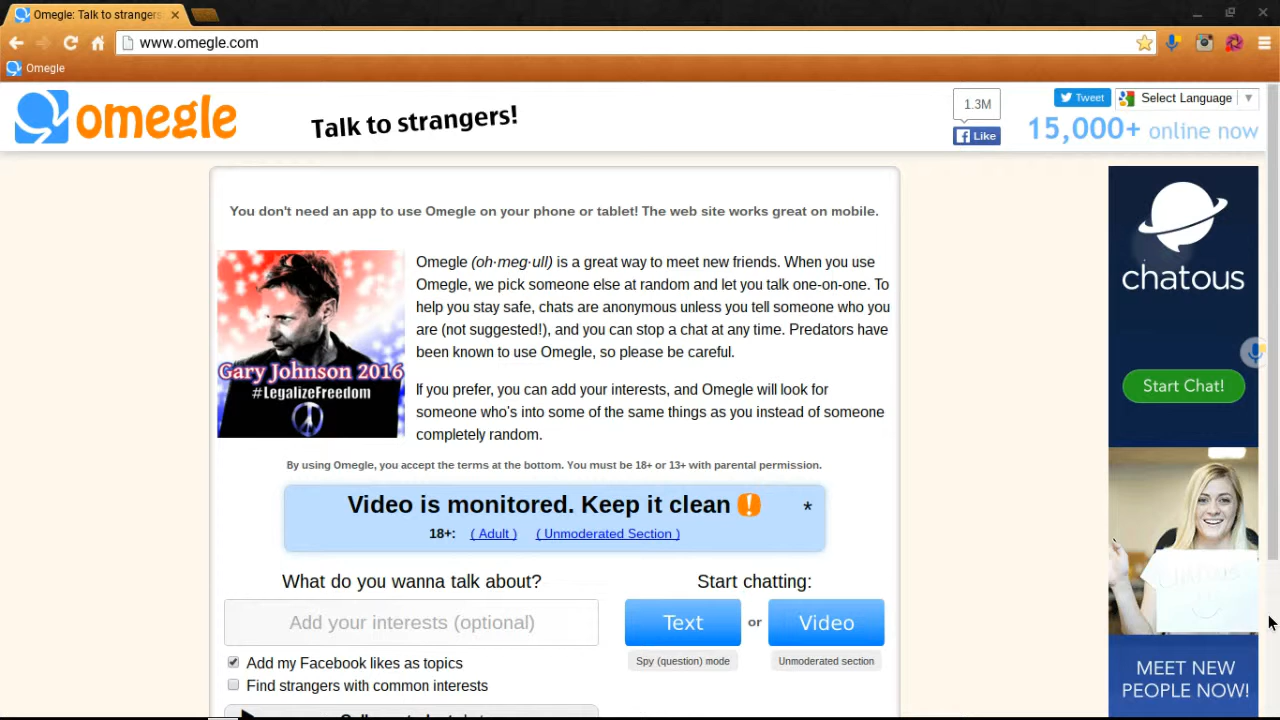 Omegle: Talk to strangers
www.omegle.com
Omegle
omegle
Talk to strangers!
1.3M
Like
Tweet
Select Language
15,000+ online now
You don't need an app to use Omegle on your phone or tablet! The web site works great on mobile.
Gary Johnson 2016
#LegalizeFreedom
Omegle (oh·meg·ull) is a great way to meet new friends. When you use
Omegle, we pick someone else at random and let you talk one-on-one. To
help you stay safe, chats are anonymous unless you tell someone who you
are (not suggested!), and you can stop a chat at any time. Predators have
been known to use Omegle, so please be careful.
If you prefer, you can add your interests, and Omegle will look for
someone who's into some of the same things as you instead of someone
completely random.
By using Omegle, you accept the terms at the bottom. You must be 18+ or 13+ with parental permission.
Video is monitored. Keep it clean ! *
18+: ( Adult ) ( Unmoderated Section )
What do you wanna talk about?
Add your interests (optional)
Add my Facebook likes as topics
Find strangers with common interests
Start chatting:
Text or Video
Spy (question) mode
Unmoderated section
chatous
Start Chat!
MEET NEW
PEOPLE NOW!